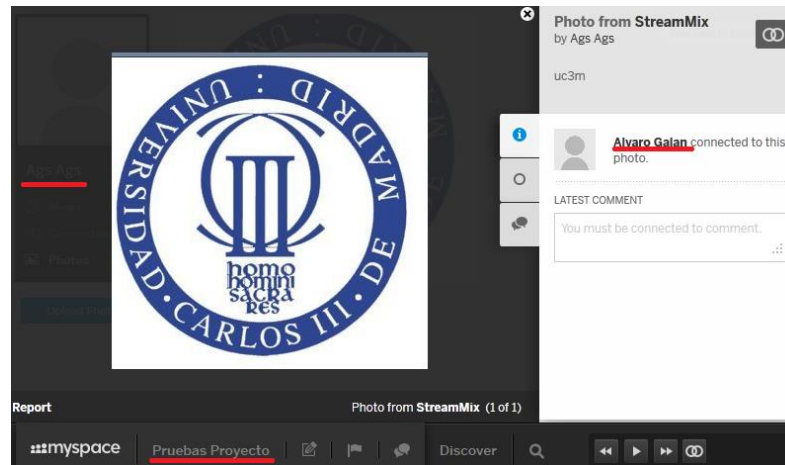 Photo from StreamMix
by Ags Ags
uc3m
Alvaro Galan connected to this
photo.
LATEST COMMENT
You must be connected to comment.
Ags Ags
Photos
UNIVERSIDAD · CARLOS III · DE MADRID :
homo
homini
sacra
res
Report
Photo from StreamMix (1 of 1)
myspace
Pruebas Proyecto
Discover